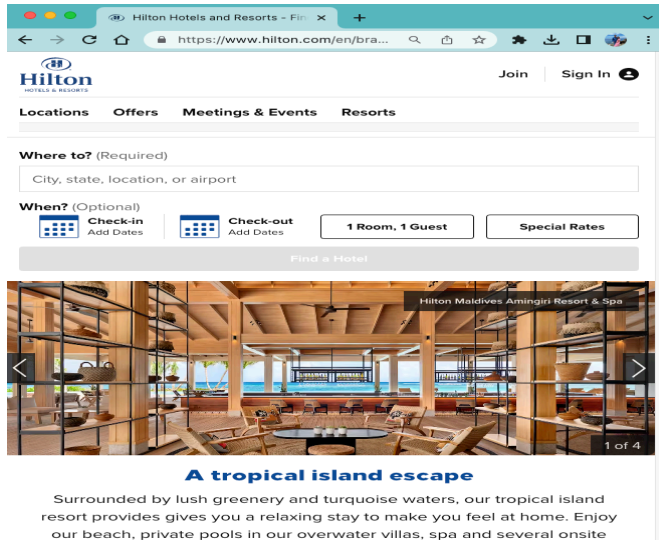 Hilton Hotels and Resorts - Fin
https://www.hilton.com/en/bra...
Hilton
HOTELS & RESORTS
Join
Sign In
Locations
Offers
Meetings & Events
Resorts
Where to? (Required)
City, state, location, or airport
When? (Optional)
Check-in
Add Dates
Check-out
Add Dates
1 Room, 1 Guest
Special Rates
Find a Hotel
Hilton Maldives Amingiri Resort & Spa
1 of 4
A tropical island escape
Surrounded by lush greenery and turquoise waters, our tropical island
resort provides gives you a relaxing stay to make you feel at home. Enjoy
our beach, private pools in our overwater villas, spa and several onsite